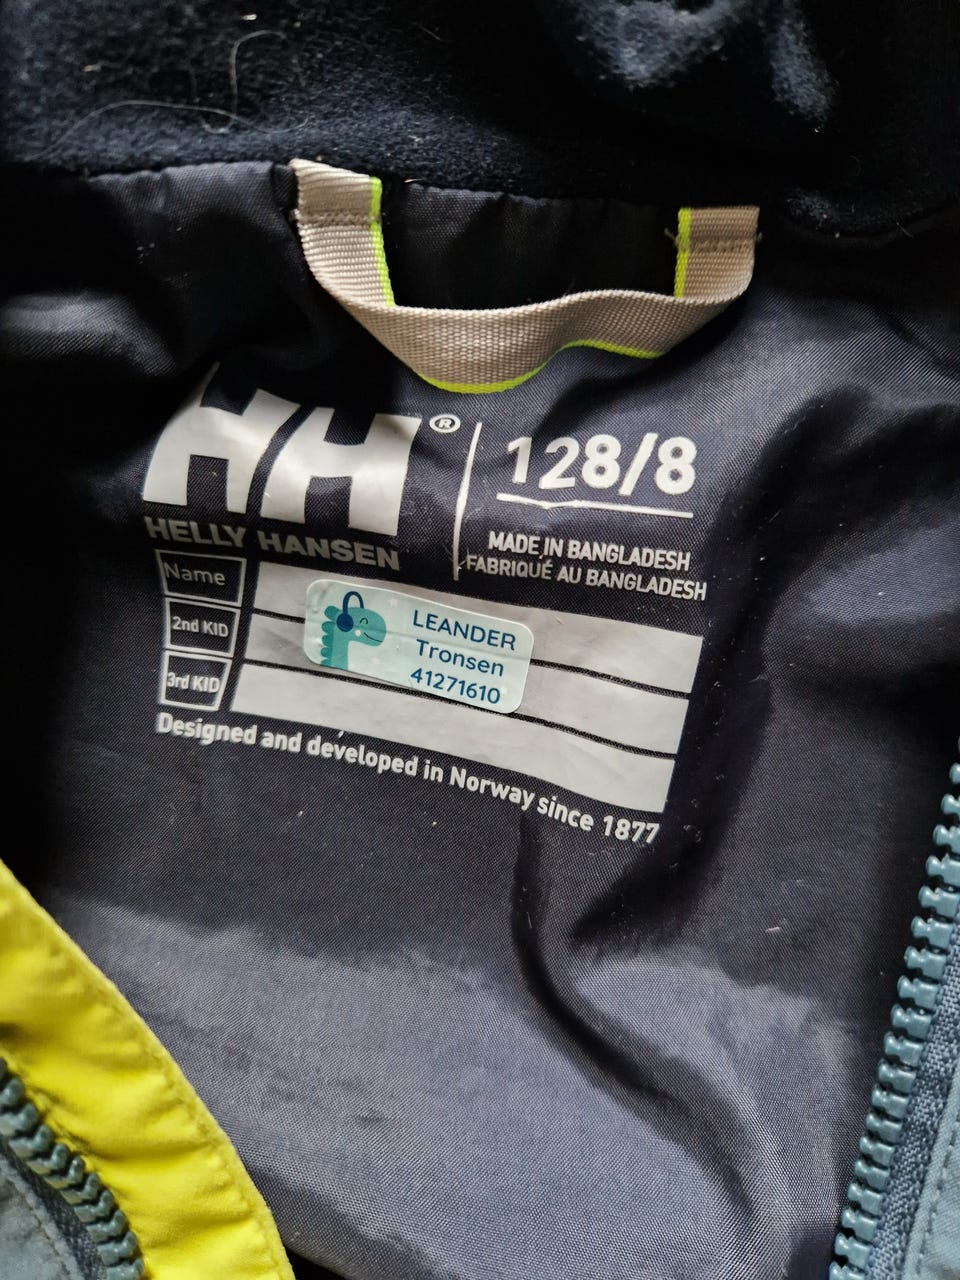 HH®
HELLY HANSEN
128/8
MADE IN BANGLADESH
FABRIQUÉ AU BANGLADESH
Name
2nd KID
3rd KID
LEANDER
Tronsen
41271610
Designed and developed in Norway since 1877